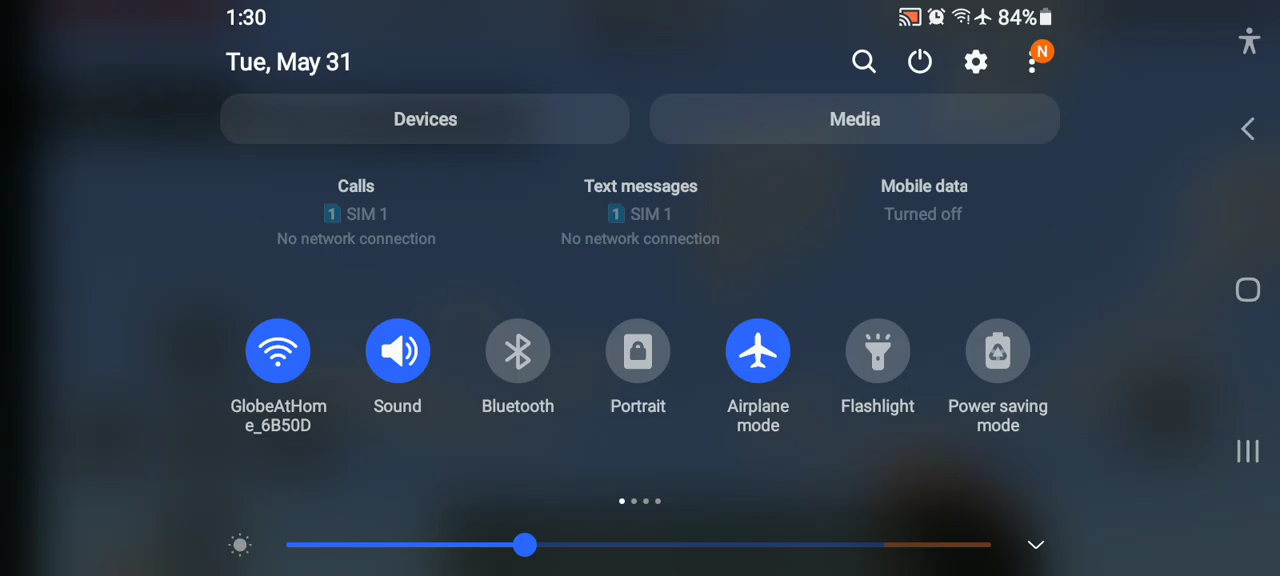 1:30
84%
Tue, May 31
N
Devices
Media
Calls
1 SIM 1
No network connection
Text messages
1 SIM 1
No network connection
Mobile data
Turned off
GlobeAtHom
e_6B50D
Sound
Bluetooth
Portrait
Airplane
mode
Flashlight
Power saving
mode